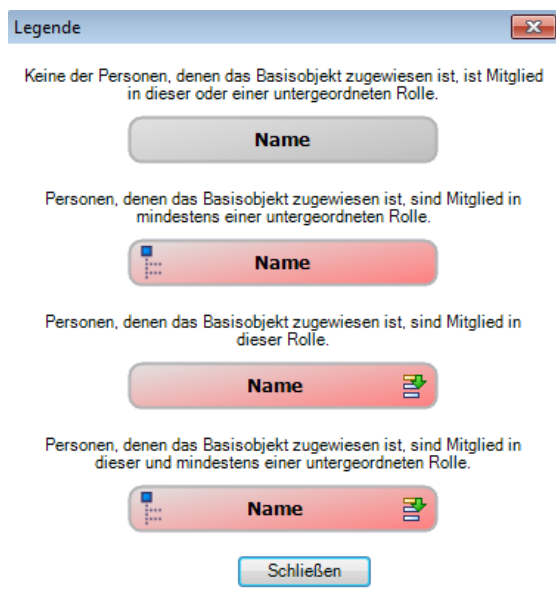 Legende
Keine der Personen, denen das Basisobjekt zugewiesen ist, ist Mitglied
in dieser oder einer untergeordneten Rolle.
Name
Personen, denen das Basisobjekt zugewiesen ist, sind Mitglied in
mindestens einer untergeordneten Rolle.
Name
Personen, denen das Basisobjekt zugewiesen ist, sind Mitglied in
dieser Rolle.
Name
Personen, denen das Basisobjekt zugewiesen ist, sind Mitglied in
dieser und mindestens einer untergeordneten Rolle.
Name
Schließen